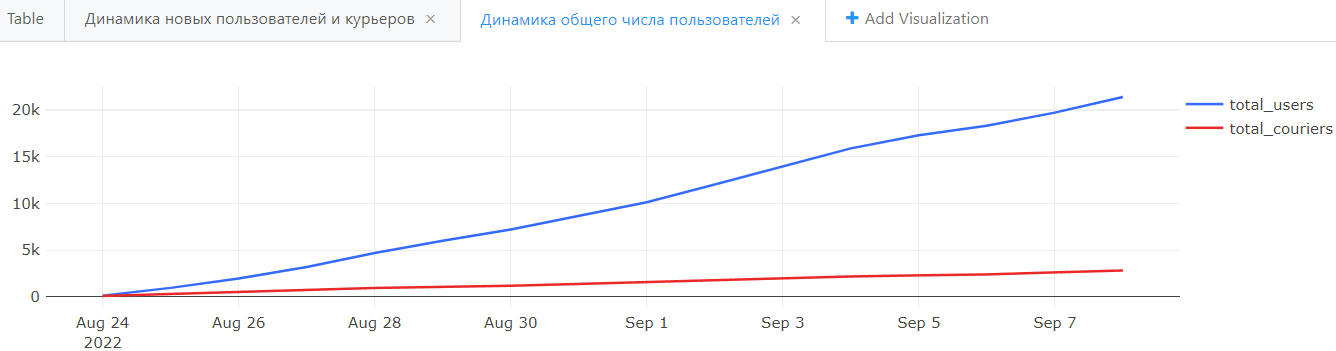 Table
Динамика новых пользователей и курьеров ×
Динамика общего числа пользователей ×
+ Add Visualization
20k
15k
10k
5k
0
Aug 24
2022
Aug 26
Aug 28
Aug 30
Sep 1
Sep 3
Sep 5
Sep 7
total_users
total_couriers